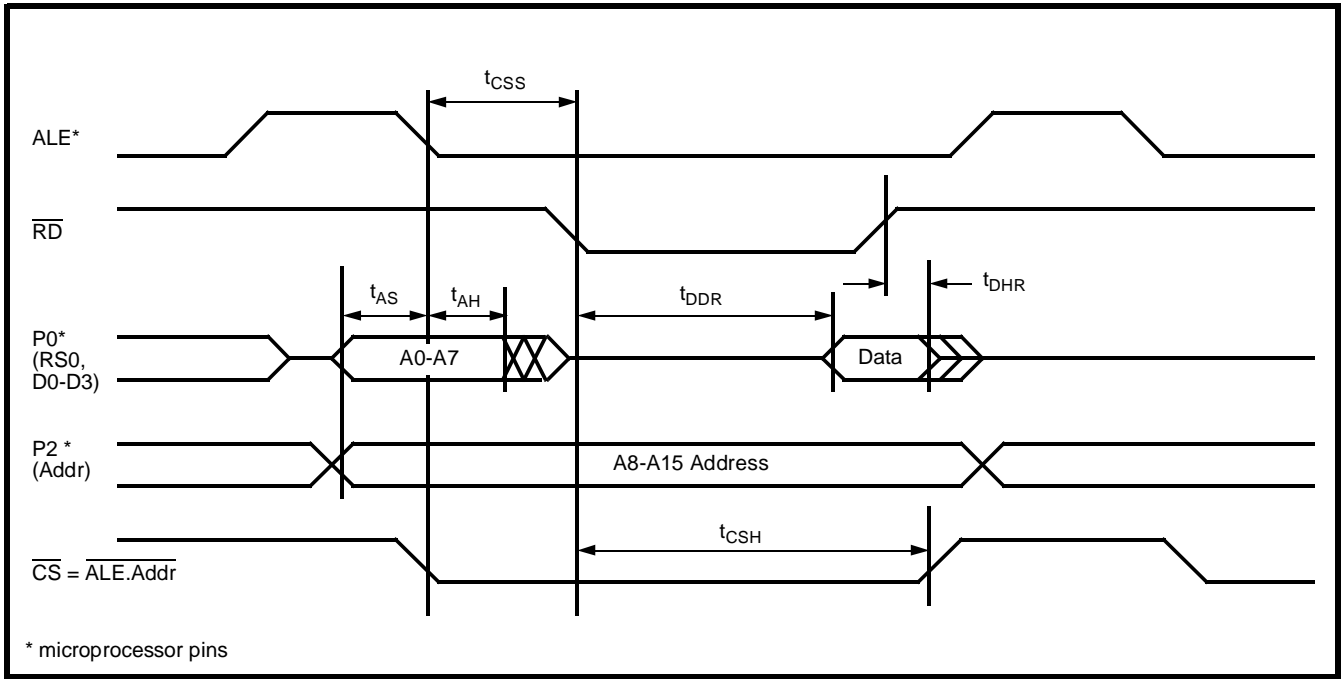 tCSS
ALE*
RD
tAS
tAH
tDDR
tDHR
P0*
(RS0,
D0-D3)
A0-A7
Data
P2 *
(Addr)
A8-A15 Address
tCSH
CS = ALE.Addr
* microprocessor pins